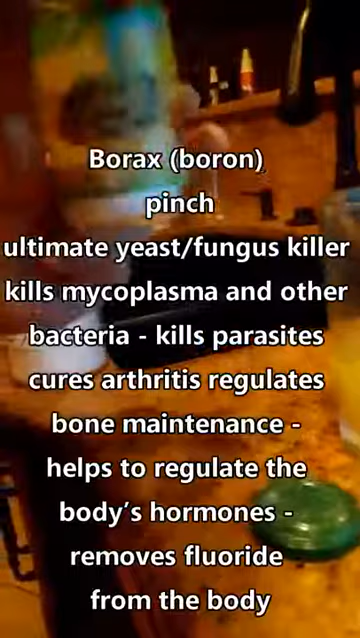 Borax (boron)
pinch
ultimate yeast/fungus killer
kills mycoplasma and other
bacteria - kills parasites
cures arthritis regulates
bone maintenance -
helps to regulate the
body’s hormones -
removes fluoride
from the body